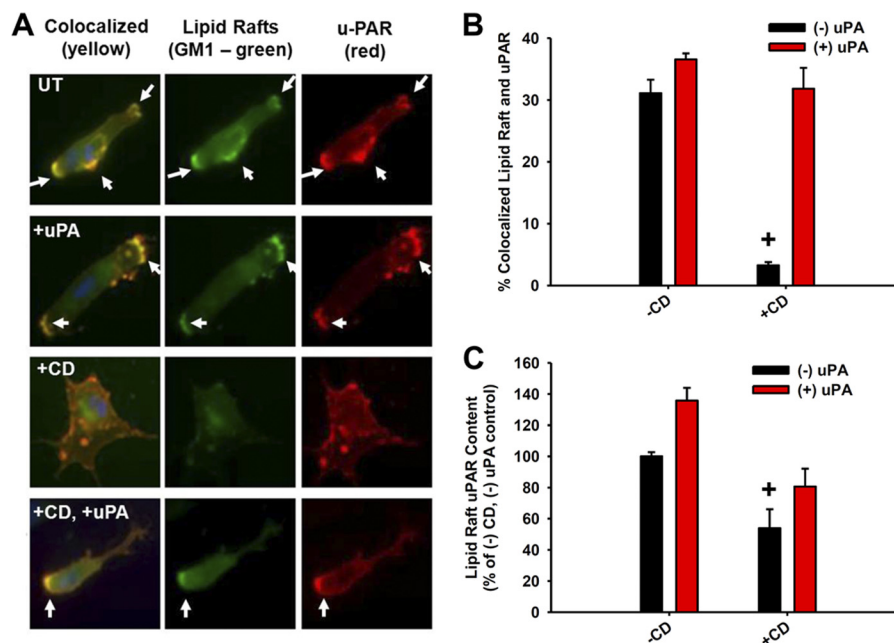 A
Colocalized
(yellow)
Lipid Rafts
(GM1 – green)
u-PAR
(red)
UT
+uPA
+CD
+CD, +uPA
B
(-) uPA
(+) uPA
% Colocalized Lipid Raft and uPAR
40
30
20
10
0
+
-CD
+CD
C
(-) uPA
(+) uPA
Lipid Raft uPAR Content
(% of (-) CD, (-) uPA control)
160
140
120
100
80
60
40
20
0
+
-CD
+CD